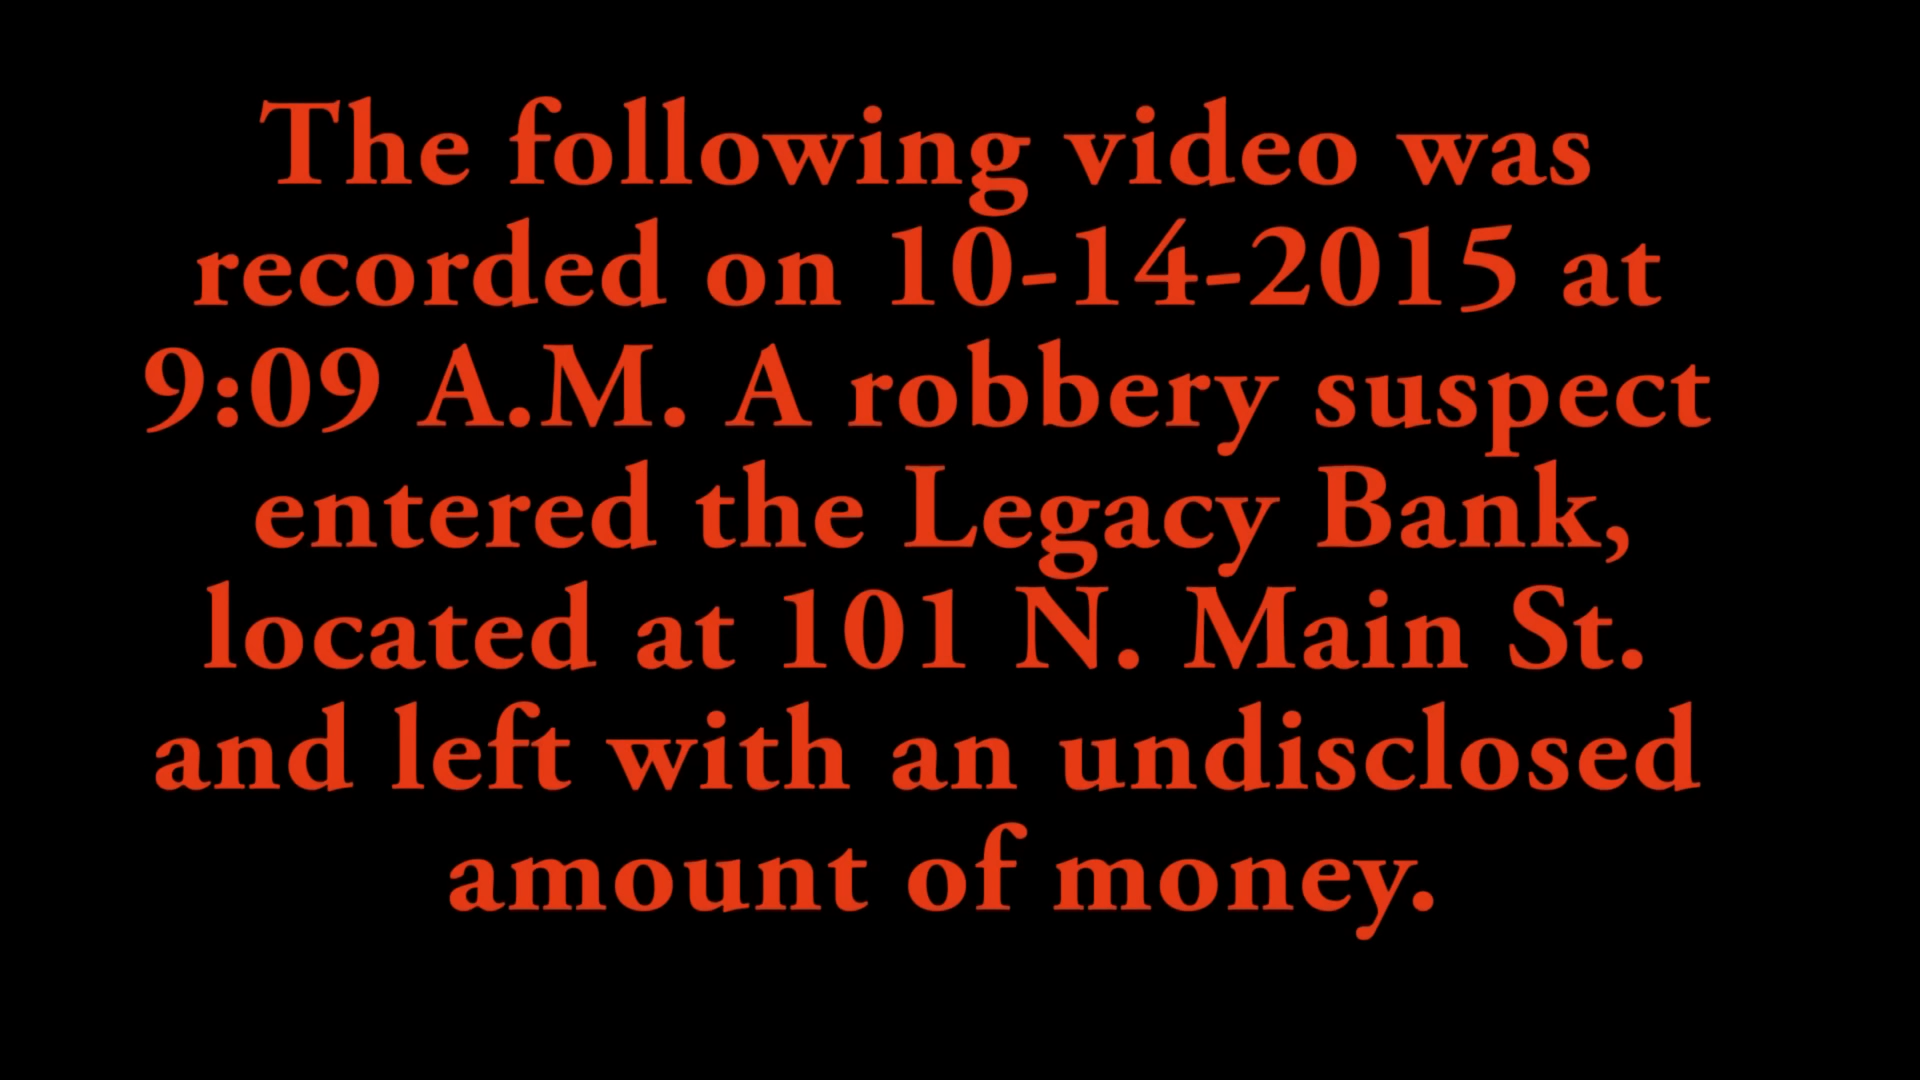 The following video was
recorded on 10-14-2015 at
9:09 A.M. A robbery suspect
entered the Legacy Bank,
located at 101 N. Main St.
and left with an undisclosed
amount of money.